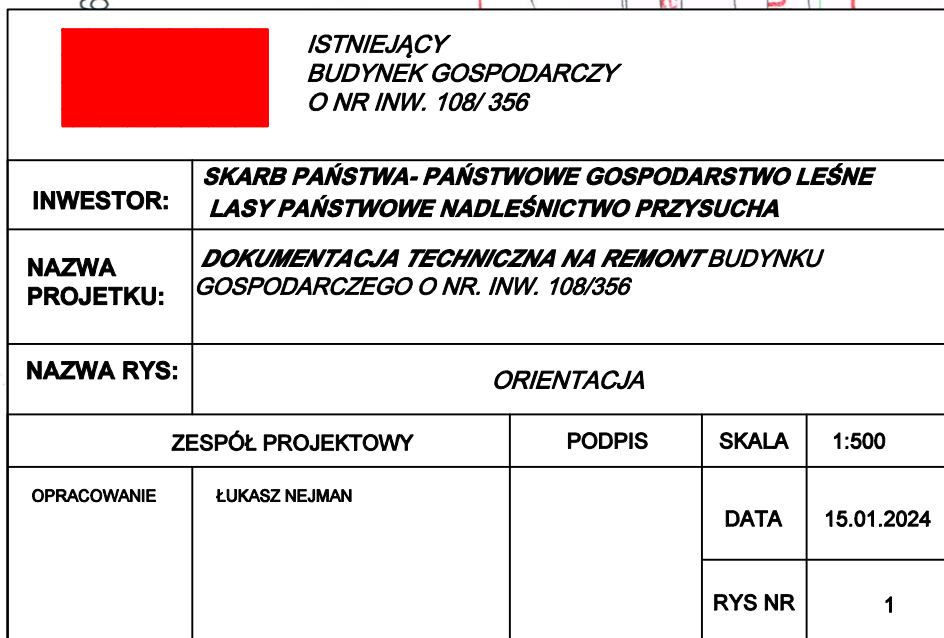 ISTNIEJĄCY
BUDYNEK GOSPODARCZY
O NR INW. 108/ 356
INWESTOR:
SKARB PAŃSTWA- PAŃSTWOWE GOSPODARSTWO LEŚNE
LASY PAŃSTWOWE NADLEŚNICTWO PRZYSUCHA
NAZWA
PROJETKU:
DOKUMENTACJA TECHNICZNA NA REMONT BUDYNKU
GOSPODARCZEGO O NR. INW. 108/356
NAZWA RYS:
ORIENTACJA
ZESPÓŁ PROJEKTOWY
PODPIS
SKALA
1:500
OPRACOWANIE
ŁUKASZ NEJMAN
DATA
15.01.2024
RYS NR
1